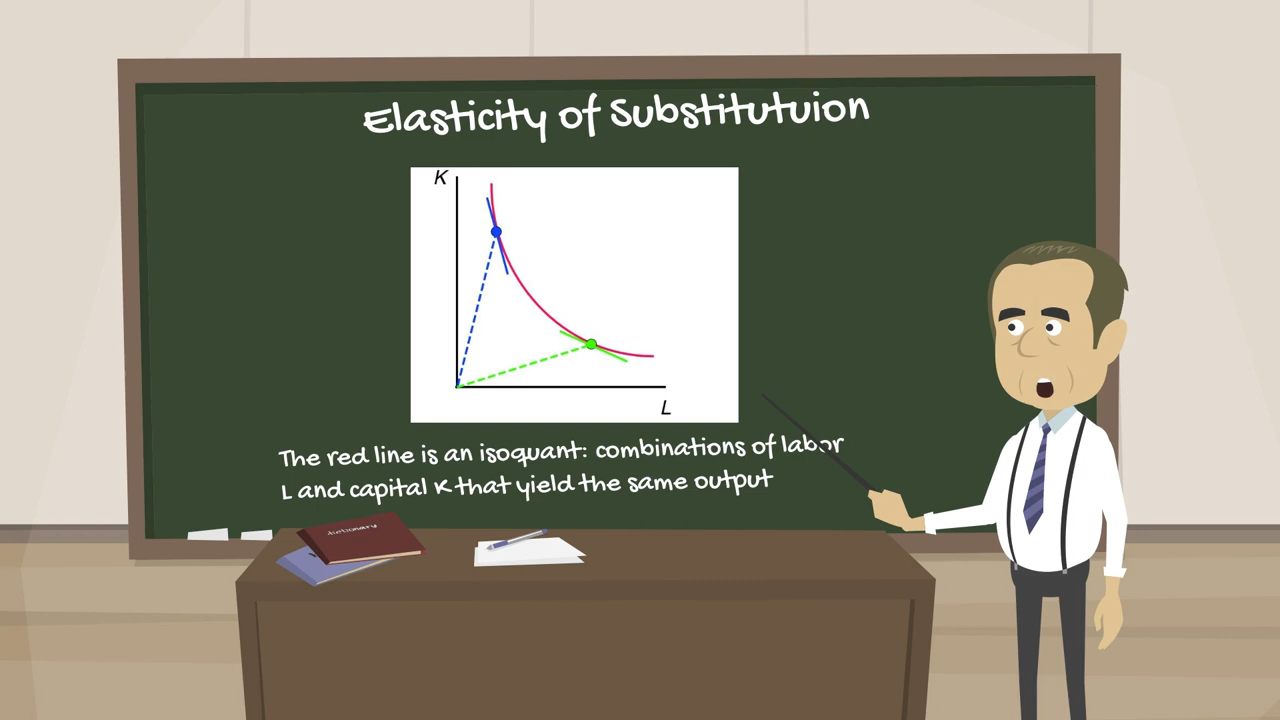 Elasticity of Substitutuion
K
L
The red line is an isoquant: combinations of labor
L and capital K that yield the same output
dictionary